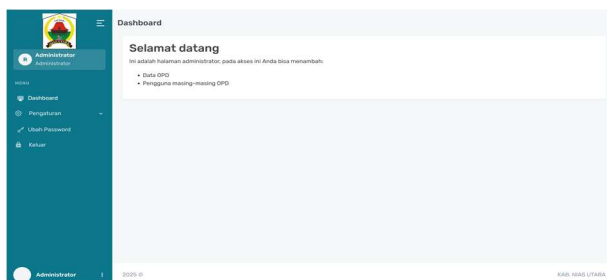 Dashboard
Administrator
Administrator
MENU
Dashboard
Pengaturan
Ubah Password
Keluar
Selamat datang
Ini adalah halaman administrator, pada akses ini Anda bisa menambah:
• Data OPD
• Pengguna masing-masing OPD
Administrator
2025 ©
KAB. NIAS UTARA